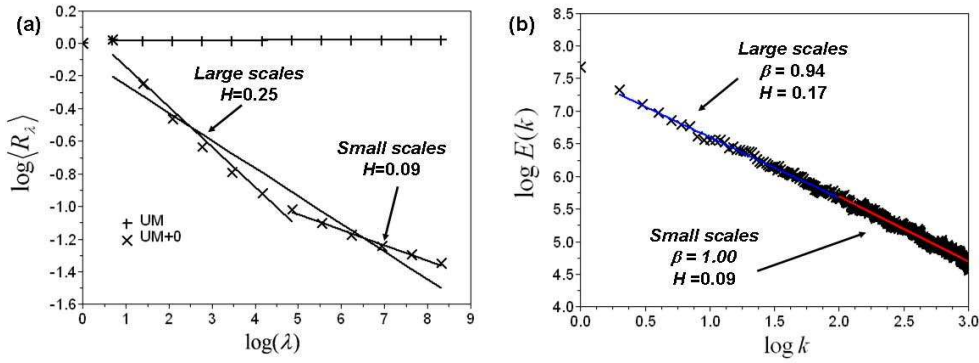 (a)
0.2
0.0
-0.2
-0.4
-0.6
-0.8
-1.0
-1.2
-1.4
-1.6
log⟨R_λ⟩
Large scales
H=0.25
Small scales
H=0.09
UM
UM+0
0 1 2 3 4 5 6 7 8 9
log(λ)
(b)
8.5
8.0
7.5
7.0
6.5
6.0
5.5
5.0
4.5
4.0
log E(k)
Large scales
β = 0.94
H = 0.17
Small scales
β = 1.00
H =0.09
0.0 0.5 1.0 1.5 2.0 2.5 3.0
log k